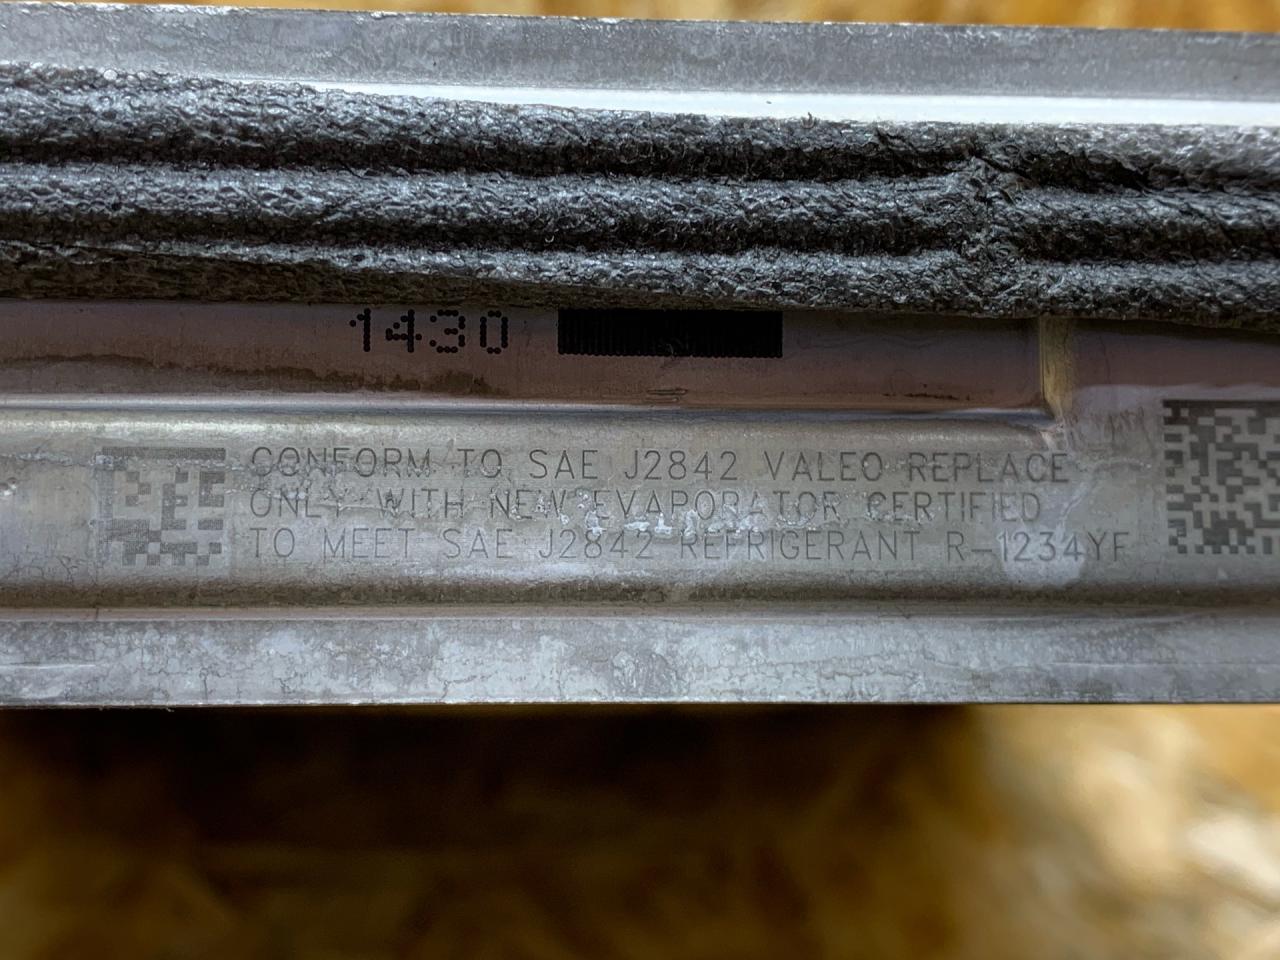 1430
CONFORM TO SAE J2842 VALEO REPLACE
ONLY WITH NEW EVAPORATOR CERTIFIED
TO MEET SAE J2842 REFRIGERANT R-1234YF